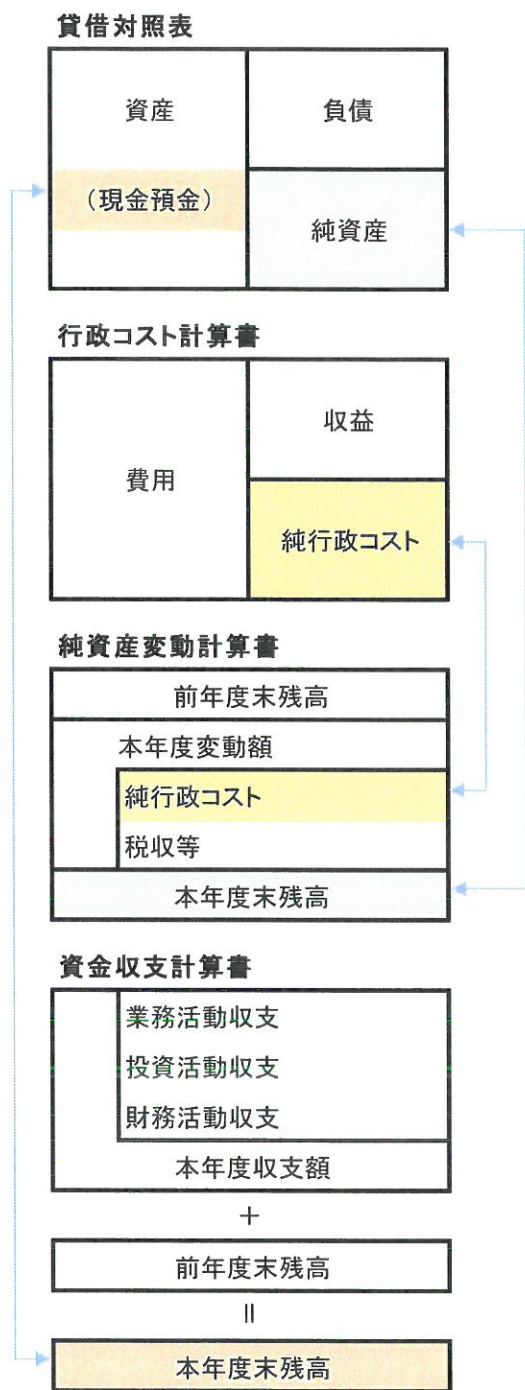 貸借対照表
資産
負債
（現金預金）
純資産
行政コスト計算書
収益
費用
純行政コスト
純資産変動計算書
前年度末残高
本年度変動額
純行政コスト
税収等
本年度末残高
資金収支計算書
業務活動収支
投資活動収支
財務活動収支
本年度収支額
＋
前年度末残高
॥
本年度末残高